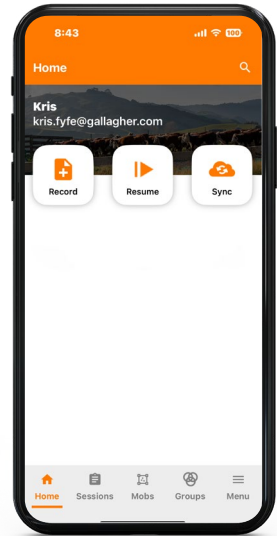 8:43
100
Home
Kris
kris.fyfe@gallagher.com
Record
Resume
Sync
Home
Sessions
Mobs
Groups
Menu